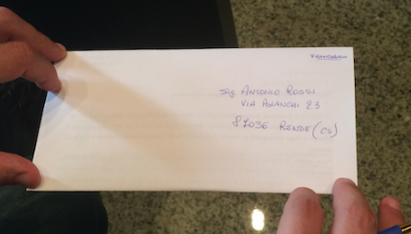 Sig. ANTONIO ROSSI
VIA
23
87036 RENDE (CS)